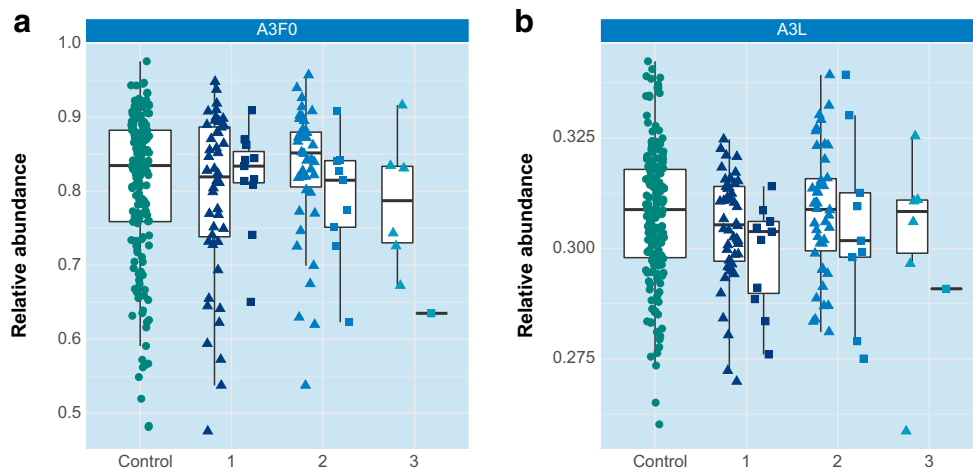 a
A3F0
Relative abundance
1.0
0.9
0.8
0.7
0.6
0.5
Control 1 2 3
b
A3L
Relative abundance
0.325
0.300
0.275
Control 1 2 3